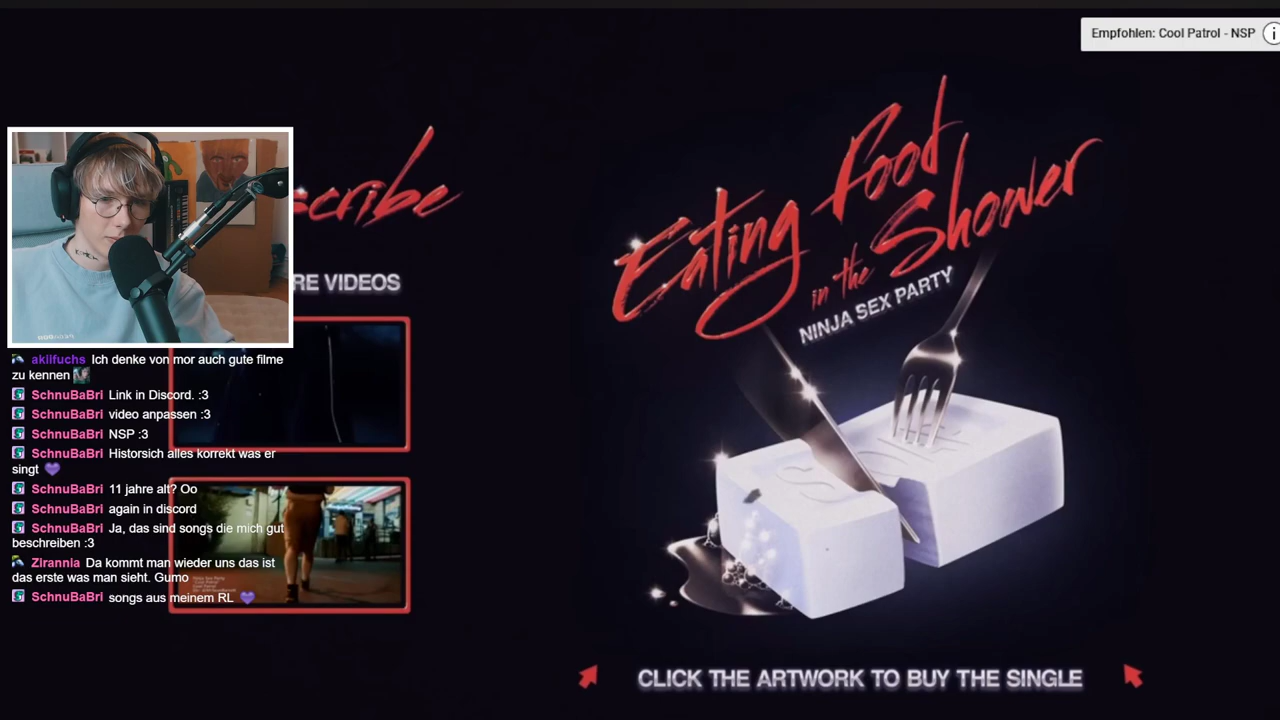 Empfohlen: Cool Patrol - NSP
scribe
RE VIDEOS
Eating Food
in the Shower
NINJA SEX PARTY
SOAP
aklifuchs Ich denke von mor auch gute filme
zu kennen
SchnuBaBri Link in Discord. :3
SchnuBaBri video anpassen :3
SchnuBaBri NSP :3
SchnuBaBri Historsich alles korrekt was er
singt 💜
SchnuBaBri 11 jahre alt? Oo
SchnuBaBri again in discord
SchnuBaBri Ja, das sind songs die mich gut
beschreiben :3
Zirannia Da kommt man wieder uns das ist
das erste was man sieht. Gumo
SchnuBaBri songs aus meinem RL 💜
CLICK THE ARTWORK TO BUY THE SINGLE